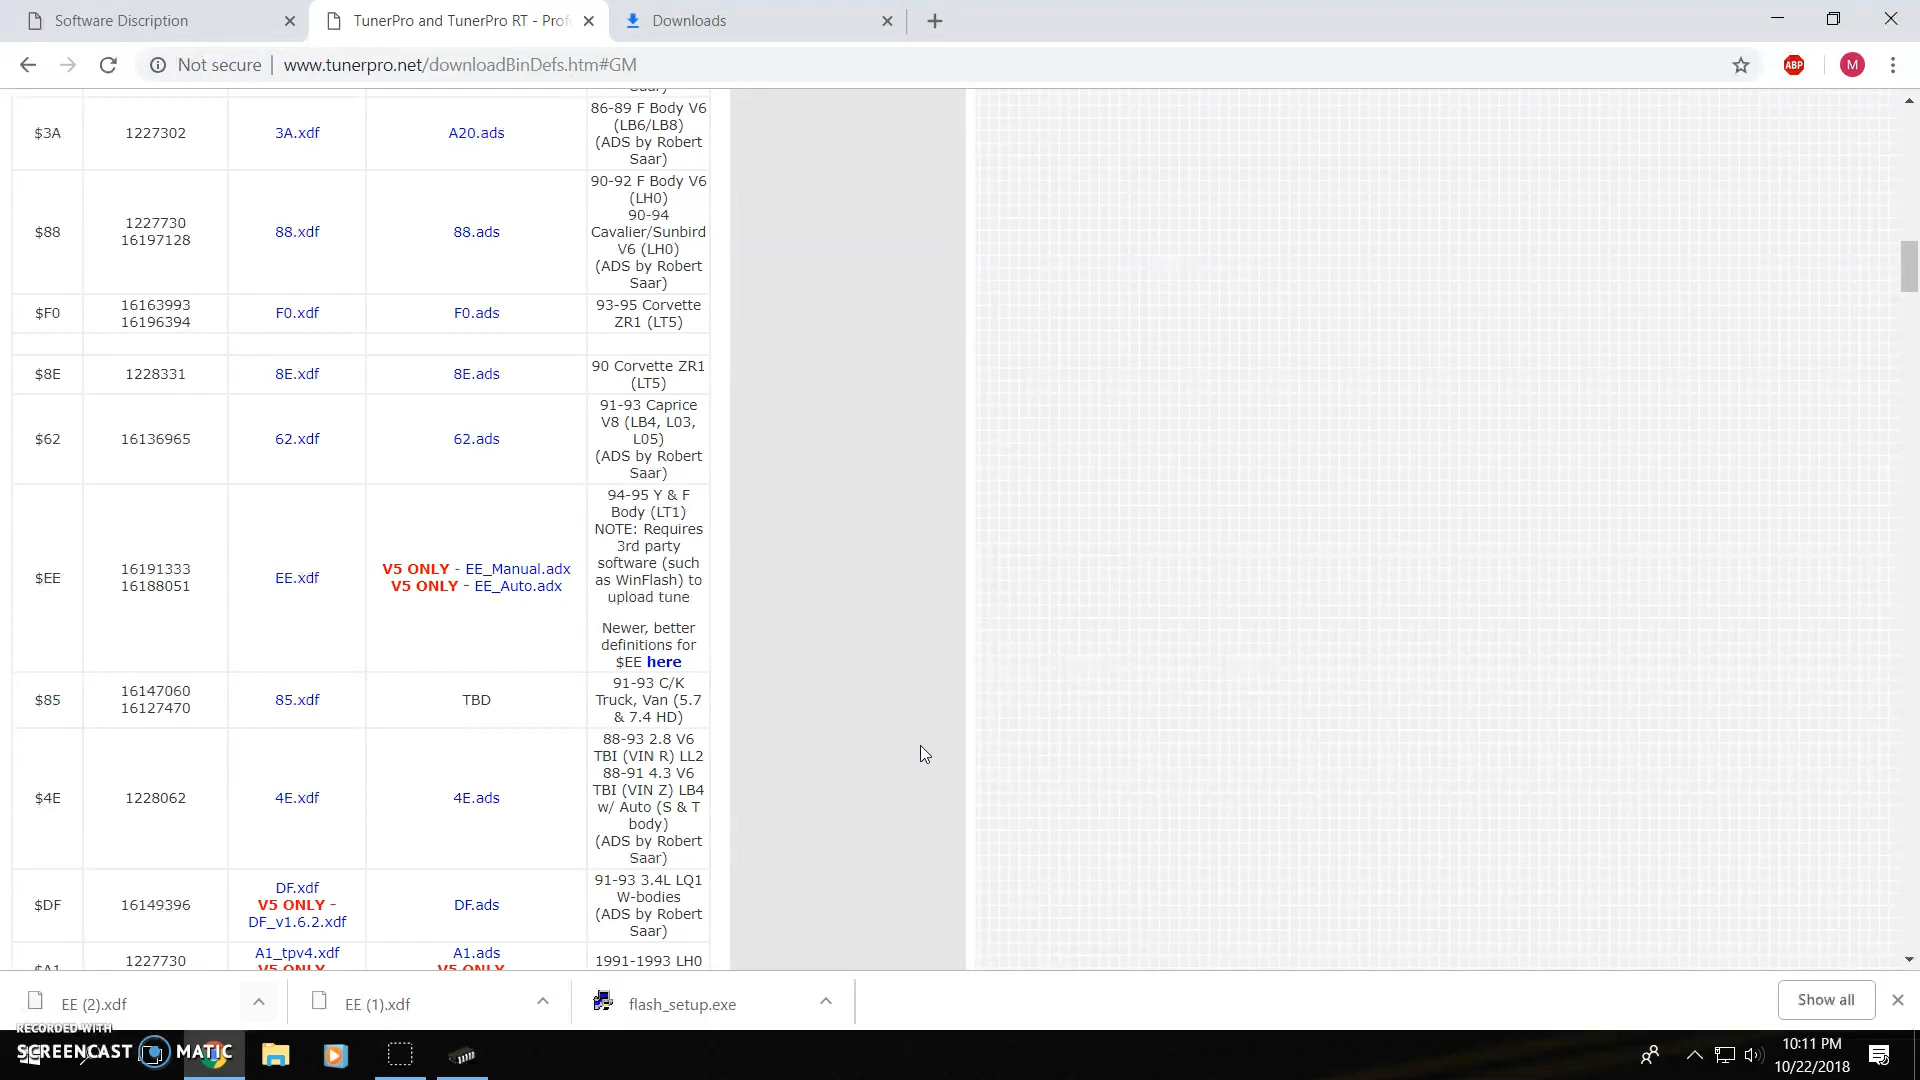 Software Discription
TunerPro and TunerPro RT - Prof
Downloads
Not secure
www.tunerpro.net/downloadBinDefs.htm#GM
ABP
M
Saar)
$3A
1227302
3A.xdf
A20.ads
86-89 F Body V6
(LB6/LB8)
(ADS by Robert
Saar)
$88
1227730
16197128
88.xdf
88.ads
90-92 F Body V6
(LH0)
90-94
Cavalier/Sunbird
V6 (LH0)
(ADS by Robert
Saar)
$F0
16163993
16196394
F0.xdf
F0.ads
93-95 Corvette
ZR1 (LT5)
$8E
1228331
8E.xdf
8E.ads
90 Corvette ZR1
(LT5)
$62
16136965
62.xdf
62.ads
91-93 Caprice
V8 (LB4, L03,
L05)
(ADS by Robert
Saar)
$EE
16191333
16188051
EE.xdf
V5 ONLY - EE_Manual.adx
V5 ONLY - EE_Auto.adx
94-95 Y & F
Body (LT1)
NOTE: Requires
3rd party
software (such
as WinFlash) to
upload tune
Newer, better
definitions for
$EE here
$85
16147060
16127470
85.xdf
TBD
91-93 C/K
Truck, Van (5.7
& 7.4 HD)
$4E
1228062
4E.xdf
4E.ads
88-93 2.8 V6
TBI (VIN R) LL2
88-91 4.3 V6
TBI (VIN Z) LB4
w/ Auto (S & T
body)
(ADS by Robert
Saar)
$DF
16149396
DF.xdf
V5 ONLY -
DF_v1.6.2.xdf
DF.ads
91-93 3.4L LQ1
W-bodies
(ADS by Robert
Saar)
$A1
1227730
A1_tpv4.xdf
V5 ONLY
A1.ads
V5 ONLY
1991-1993 LH0
EE (2).xdf
EE (1).xdf
flash_setup.exe
Show all
RECORDED WITH
SCREENCAST MATIC
10:11 PM
10/22/2018